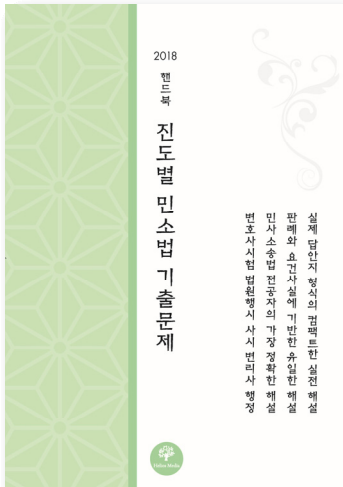 2018
핸드북
진도별 민소법 기출문제
실제 답안지 형식의 컴팩트한 실전 해설
판례와 요건사실에 기반한 유일한 해설
민사소송법 전공자의 가장 정확한 해설
변호사시험 법원행시 사시 변리사 행정